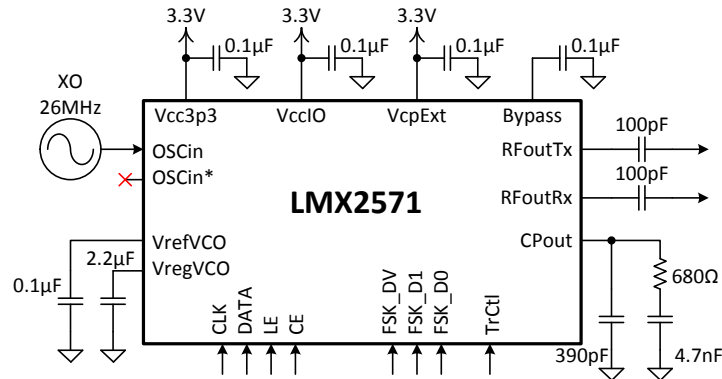 3.3V 3.3V 3.3V
0.1µF 0.1µF 0.1µF 0.1µF
XO
26MHz
Vcc3p3 VccIO VcpExt Bypass
100pF
OSCin RFoutTx
OSCin*
100pF
LMX2571 RFoutRx
VrefVCO CPout
2.2µF VregVCO
0.1µF 680Ω
CLK DATA LE CE FSK_DV FSK_D1 FSK_D0 TrCtl
390pF 4.7nF